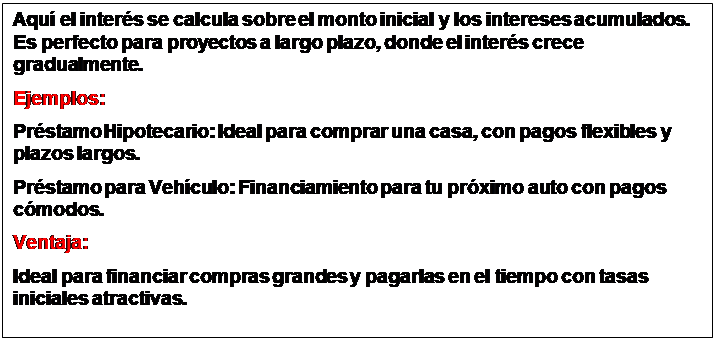 Aquí el interés se calcula sobre el monto inicial y los intereses acumulados.
Es perfecto para proyectos a largo plazo, donde el interés crece
gradualmente.
Ejemplos:
Préstamo Hipotecario: Ideal para comprar una casa, con pagos flexibles y
plazos largos.
Préstamo para Vehículo: Financiamiento para tu próximo auto con pagos
cómodos.
Ventaja:
Ideal para financiar compras grandes y pagarlas en el tiempo con tasas
iniciales atractivas.